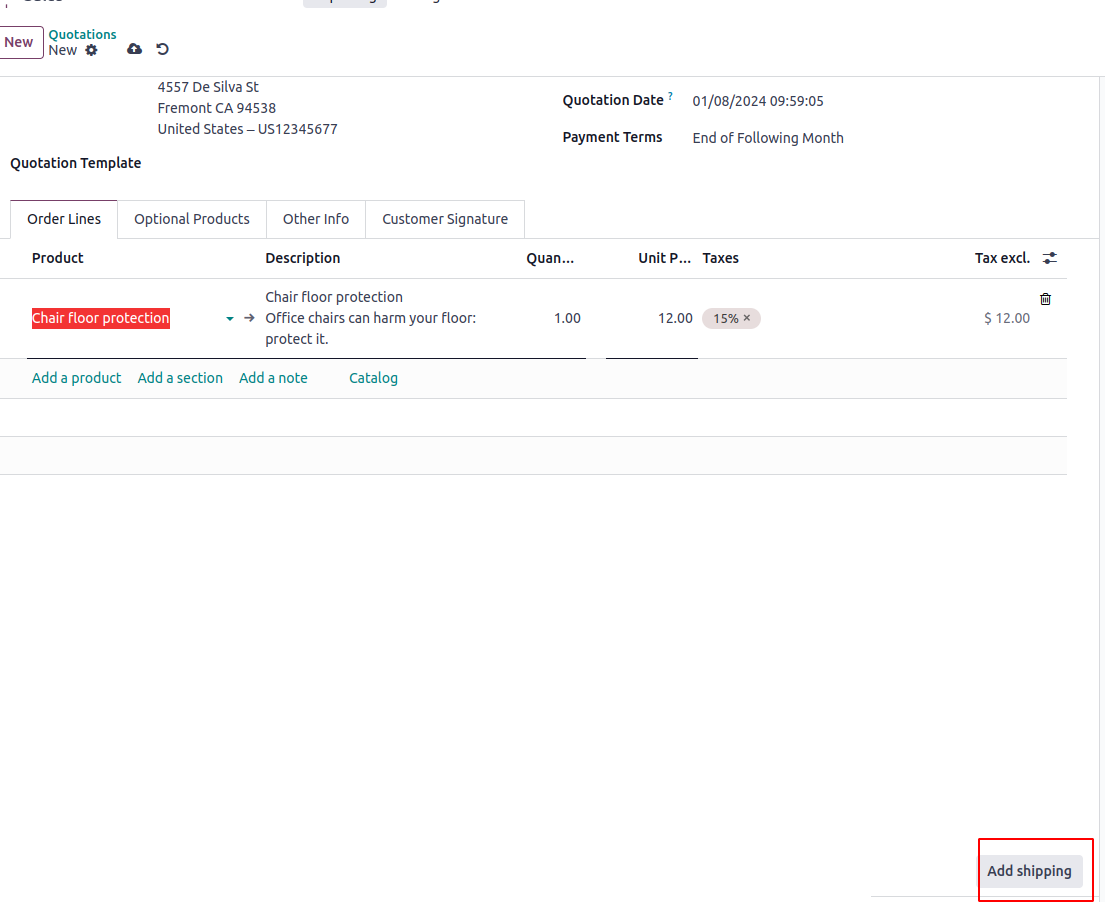 New
Quotations
New
4557 De Silva St
Fremont CA 94538
United States – US12345677
Quotation Date ? 01/08/2024 09:59:05
Payment Terms End of Following Month
Quotation Template
Order Lines Optional Products Other Info Customer Signature
Product Description Quan... Unit P... Taxes Tax excl.
Chair floor protection
Chair floor protection Office chairs can harm your floor: 1.00 12.00 15% × $ 12.00
protect it.
Add a product Add a section Add a note Catalog
Add shipping